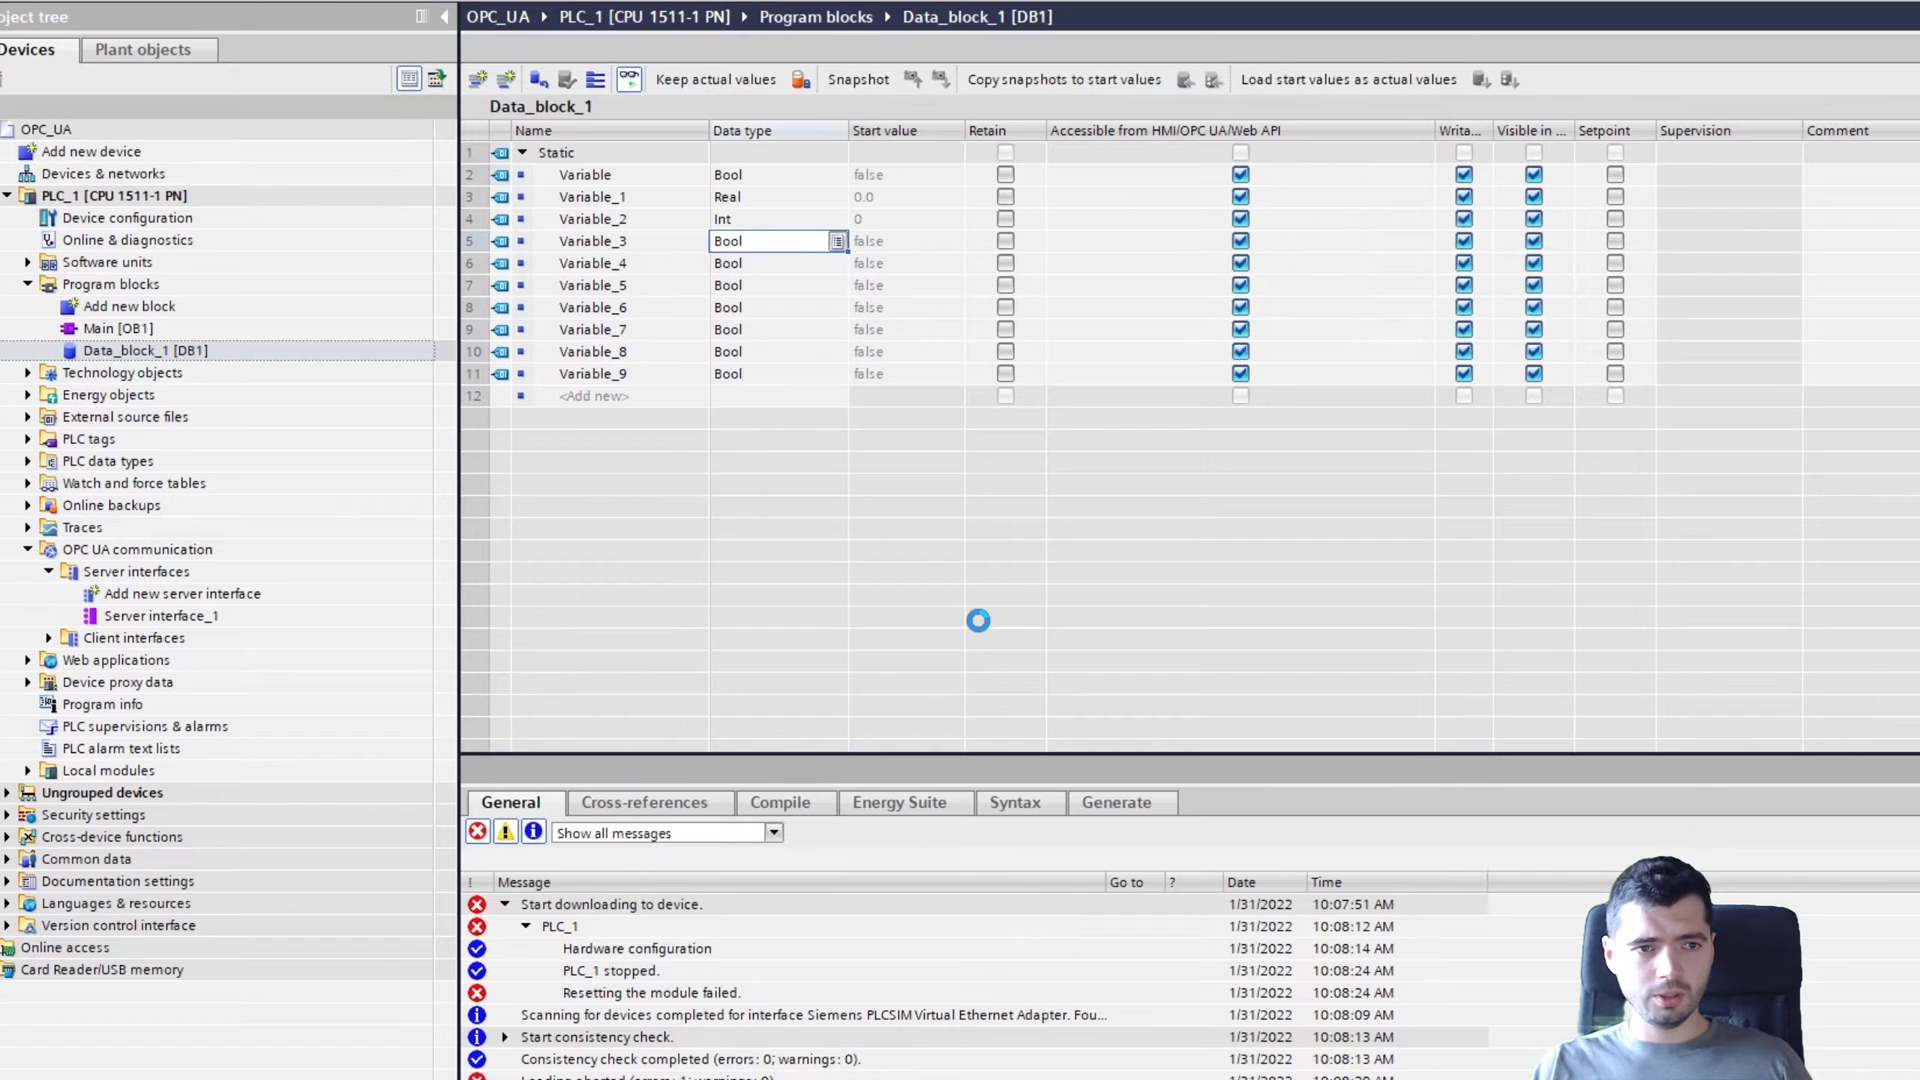 oject tree
Devices
Plant objects
OPC_UA
Add new device
Devices & networks
PLC_1 [CPU 1511-1 PN]
Device configuration
Online & diagnostics
Software units
Program blocks
Add new block
Main [OB1]
Data_block_1 [DB1]
Technology objects
Energy objects
External source files
PLC tags
PLC data types
Watch and force tables
Online backups
Traces
OPC UA communication
Server interfaces
Add new server interface
Server interface_1
Client interfaces
Web applications
Device proxy data
Program info
PLC supervisions & alarms
PLC alarm text lists
Local modules
Ungrouped devices
Security settings
Cross-device functions
Common data
Documentation settings
Languages & resources
Version control interface
Online access
Card Reader/USB memory
OPC_UA PLC_1 [CPU 1511-1 PN] Program blocks Data_block_1 [DB1]
Keep actual values Snapshot Copy snapshots to start values Load start values as actual values
Data_block_1
Name Data type Start value Retain Accessible from HMI/OPC UA/Web API Writa... Visible in ... Setpoint Supervision Comment
1 Static
2 Variable Bool false
3 Variable_1 Real 0.0
4 Variable_2 Int 0
5 Variable_3 Bool false
6 Variable_4 Bool false
7 Variable_5 Bool false
8 Variable_6 Bool false
9 Variable_7 Bool false
10 Variable_8 Bool false
11 Variable_9 Bool false
12 <Add new>
General Cross-references Compile Energy Suite Syntax Generate
Show all messages
! Message Go to ? Date Time
Start downloading to device. 1/31/2022 10:07:51 AM
PLC_1 1/31/2022 10:08:12 AM
Hardware configuration 1/31/2022 10:08:14 AM
PLC_1 stopped. 1/31/2022 10:08:24 AM
Resetting the module failed. 1/31/2022 10:08:24 AM
Scanning for devices completed for interface Siemens PLCSIM Virtual Ethernet Adapter. Fou... 1/31/2022 10:08:09 AM
Start consistency check. 1/31/2022 10:08:13 AM
Consistency check completed (errors: 0; warnings: 0). 1/31/2022 10:08:13 AM